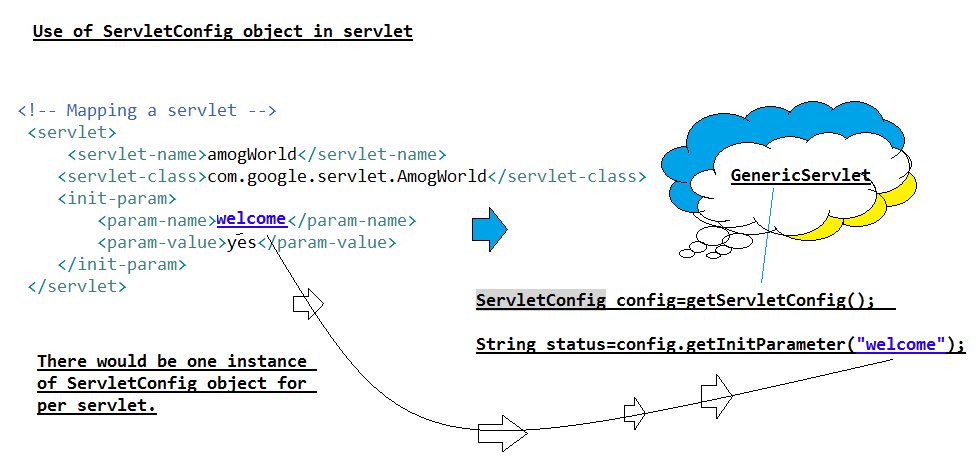 Use of ServletConfig object in servlet
<!-- Mapping a servlet -->
<servlet>
<servlet-name>amogWorld</servlet-name>
<servlet-class>com.google.servlet.AmogWorld</servlet-class>
<init-param>
<param-name>welcome</param-name>
<param-value>yes</param-value>
</init-param>
</servlet>
GenericServlet
ServletConfig config=getServletConfig();
String status=config.getInitParameter("welcome");
There would be one instance
of ServletConfig object for
per servlet.